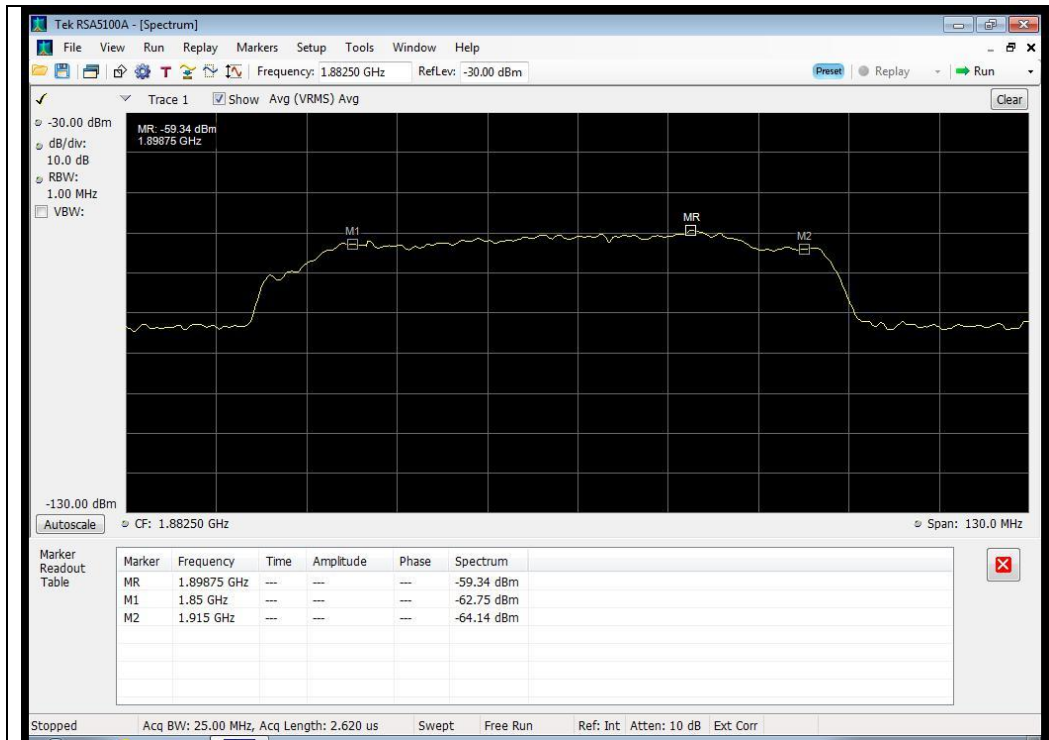 Tek RSA5100A - [Spectrum]
File View Run Replay Markers Setup Tools Window Help
T Frequency: 1.88250 GHz RefLev: -30.00 dBm Preset Replay Run
Trace 1 Show Avg (VRMS) Avg Clear
-30.00 dBm
dB/div:
10.0 dB
RBW:
1.00 MHz
VBW:
MR: -59.34 dBm
1.89875 GHz
M1
MR
M2
-130.00 dBm
Autoscale CF: 1.88250 GHz Span: 130.0 MHz
Marker
Readout
Table
Marker Frequency Time Amplitude Phase Spectrum
MR 1.89875 GHz --- --- --- -59.34 dBm
M1 1.85 GHz --- --- --- -62.75 dBm
M2 1.915 GHz --- --- --- -64.14 dBm
Stopped Acq BW: 25.00 MHz, Acq Length: 2.620 us Swept Free Run Ref: Int Atten: 10 dB Ext Corr